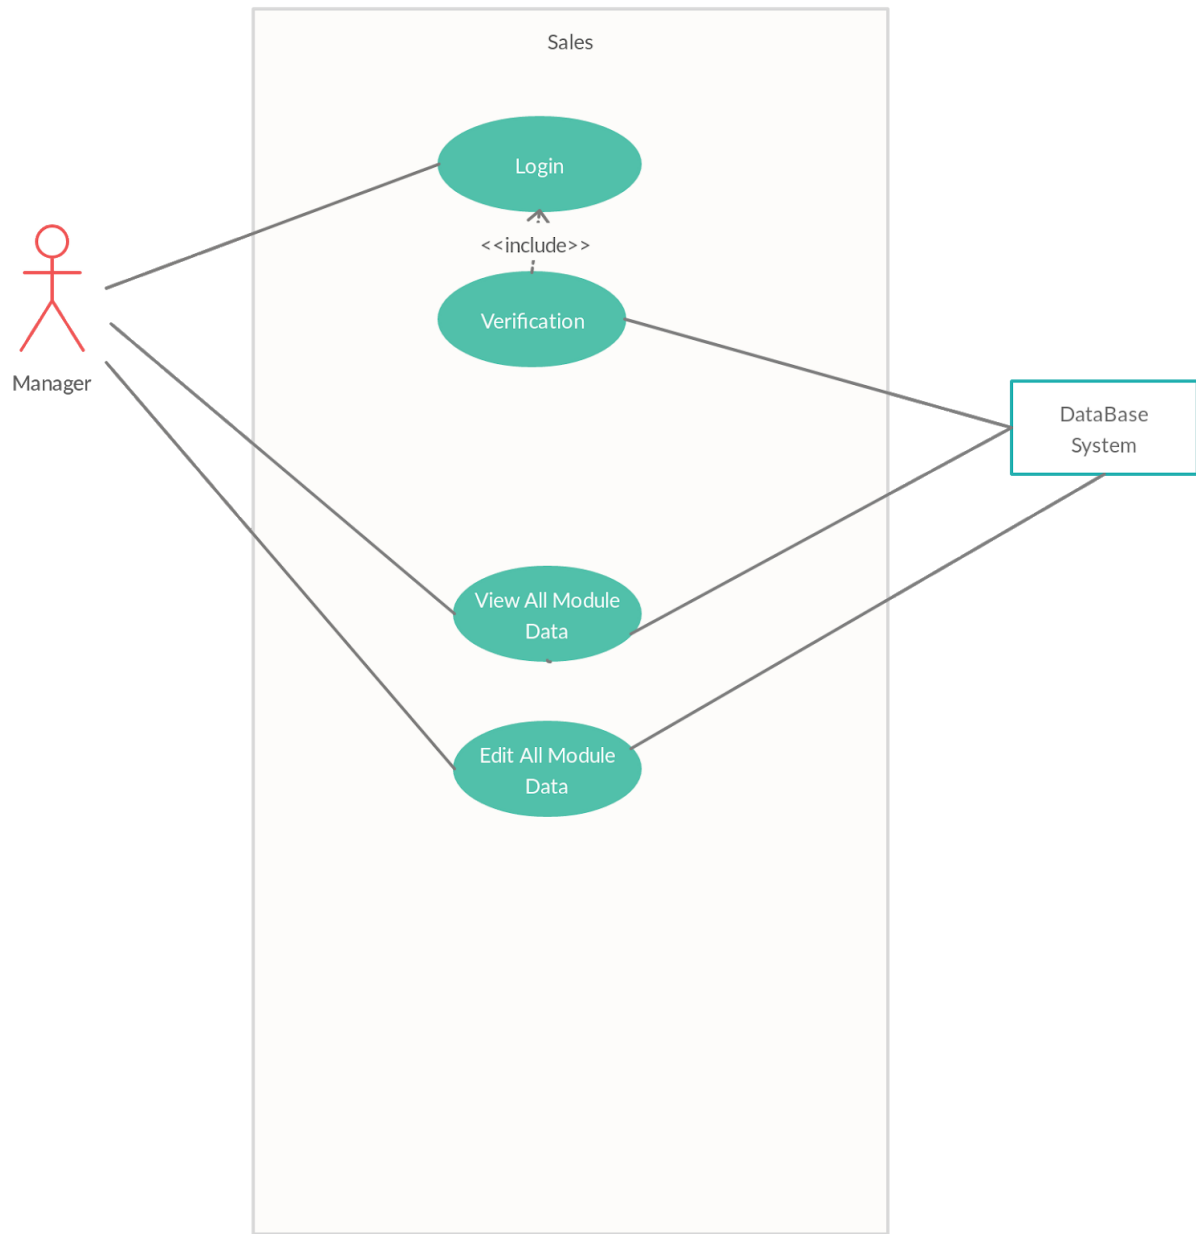 Sales
Login
<<include>>
Verification
Manager
DataBase
System
View All Module
Data
Edit All Module
Data